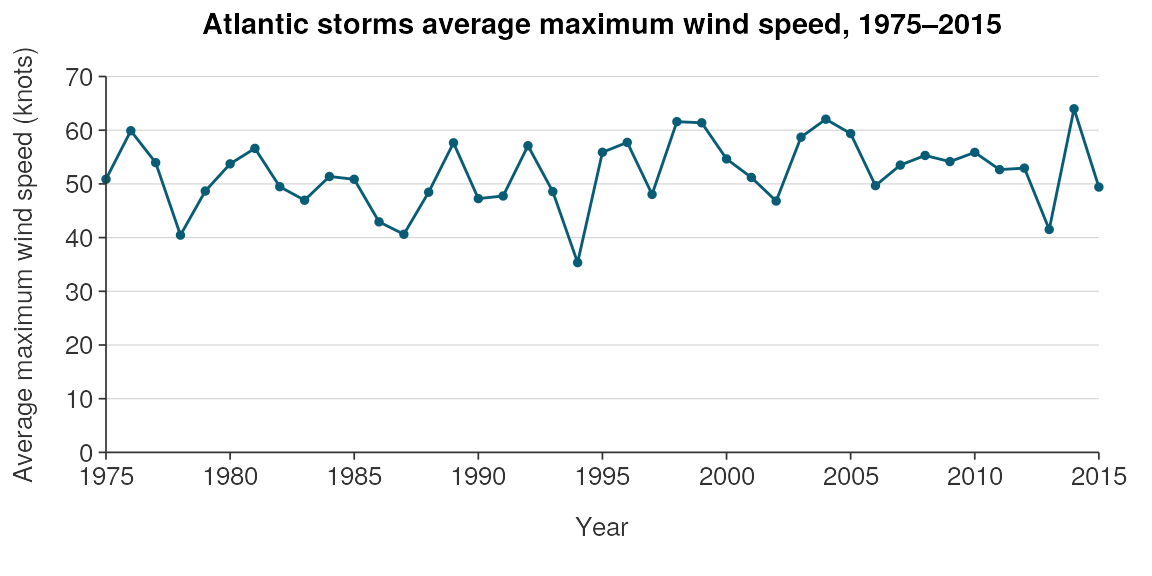 Atlantic storms average maximum wind speed, 1975–2015
Average maximum wind speed (knots)
70
60
50
40
30
20
10
0
1975 1980 1985 1990 1995 2000 2005 2010 2015
Year